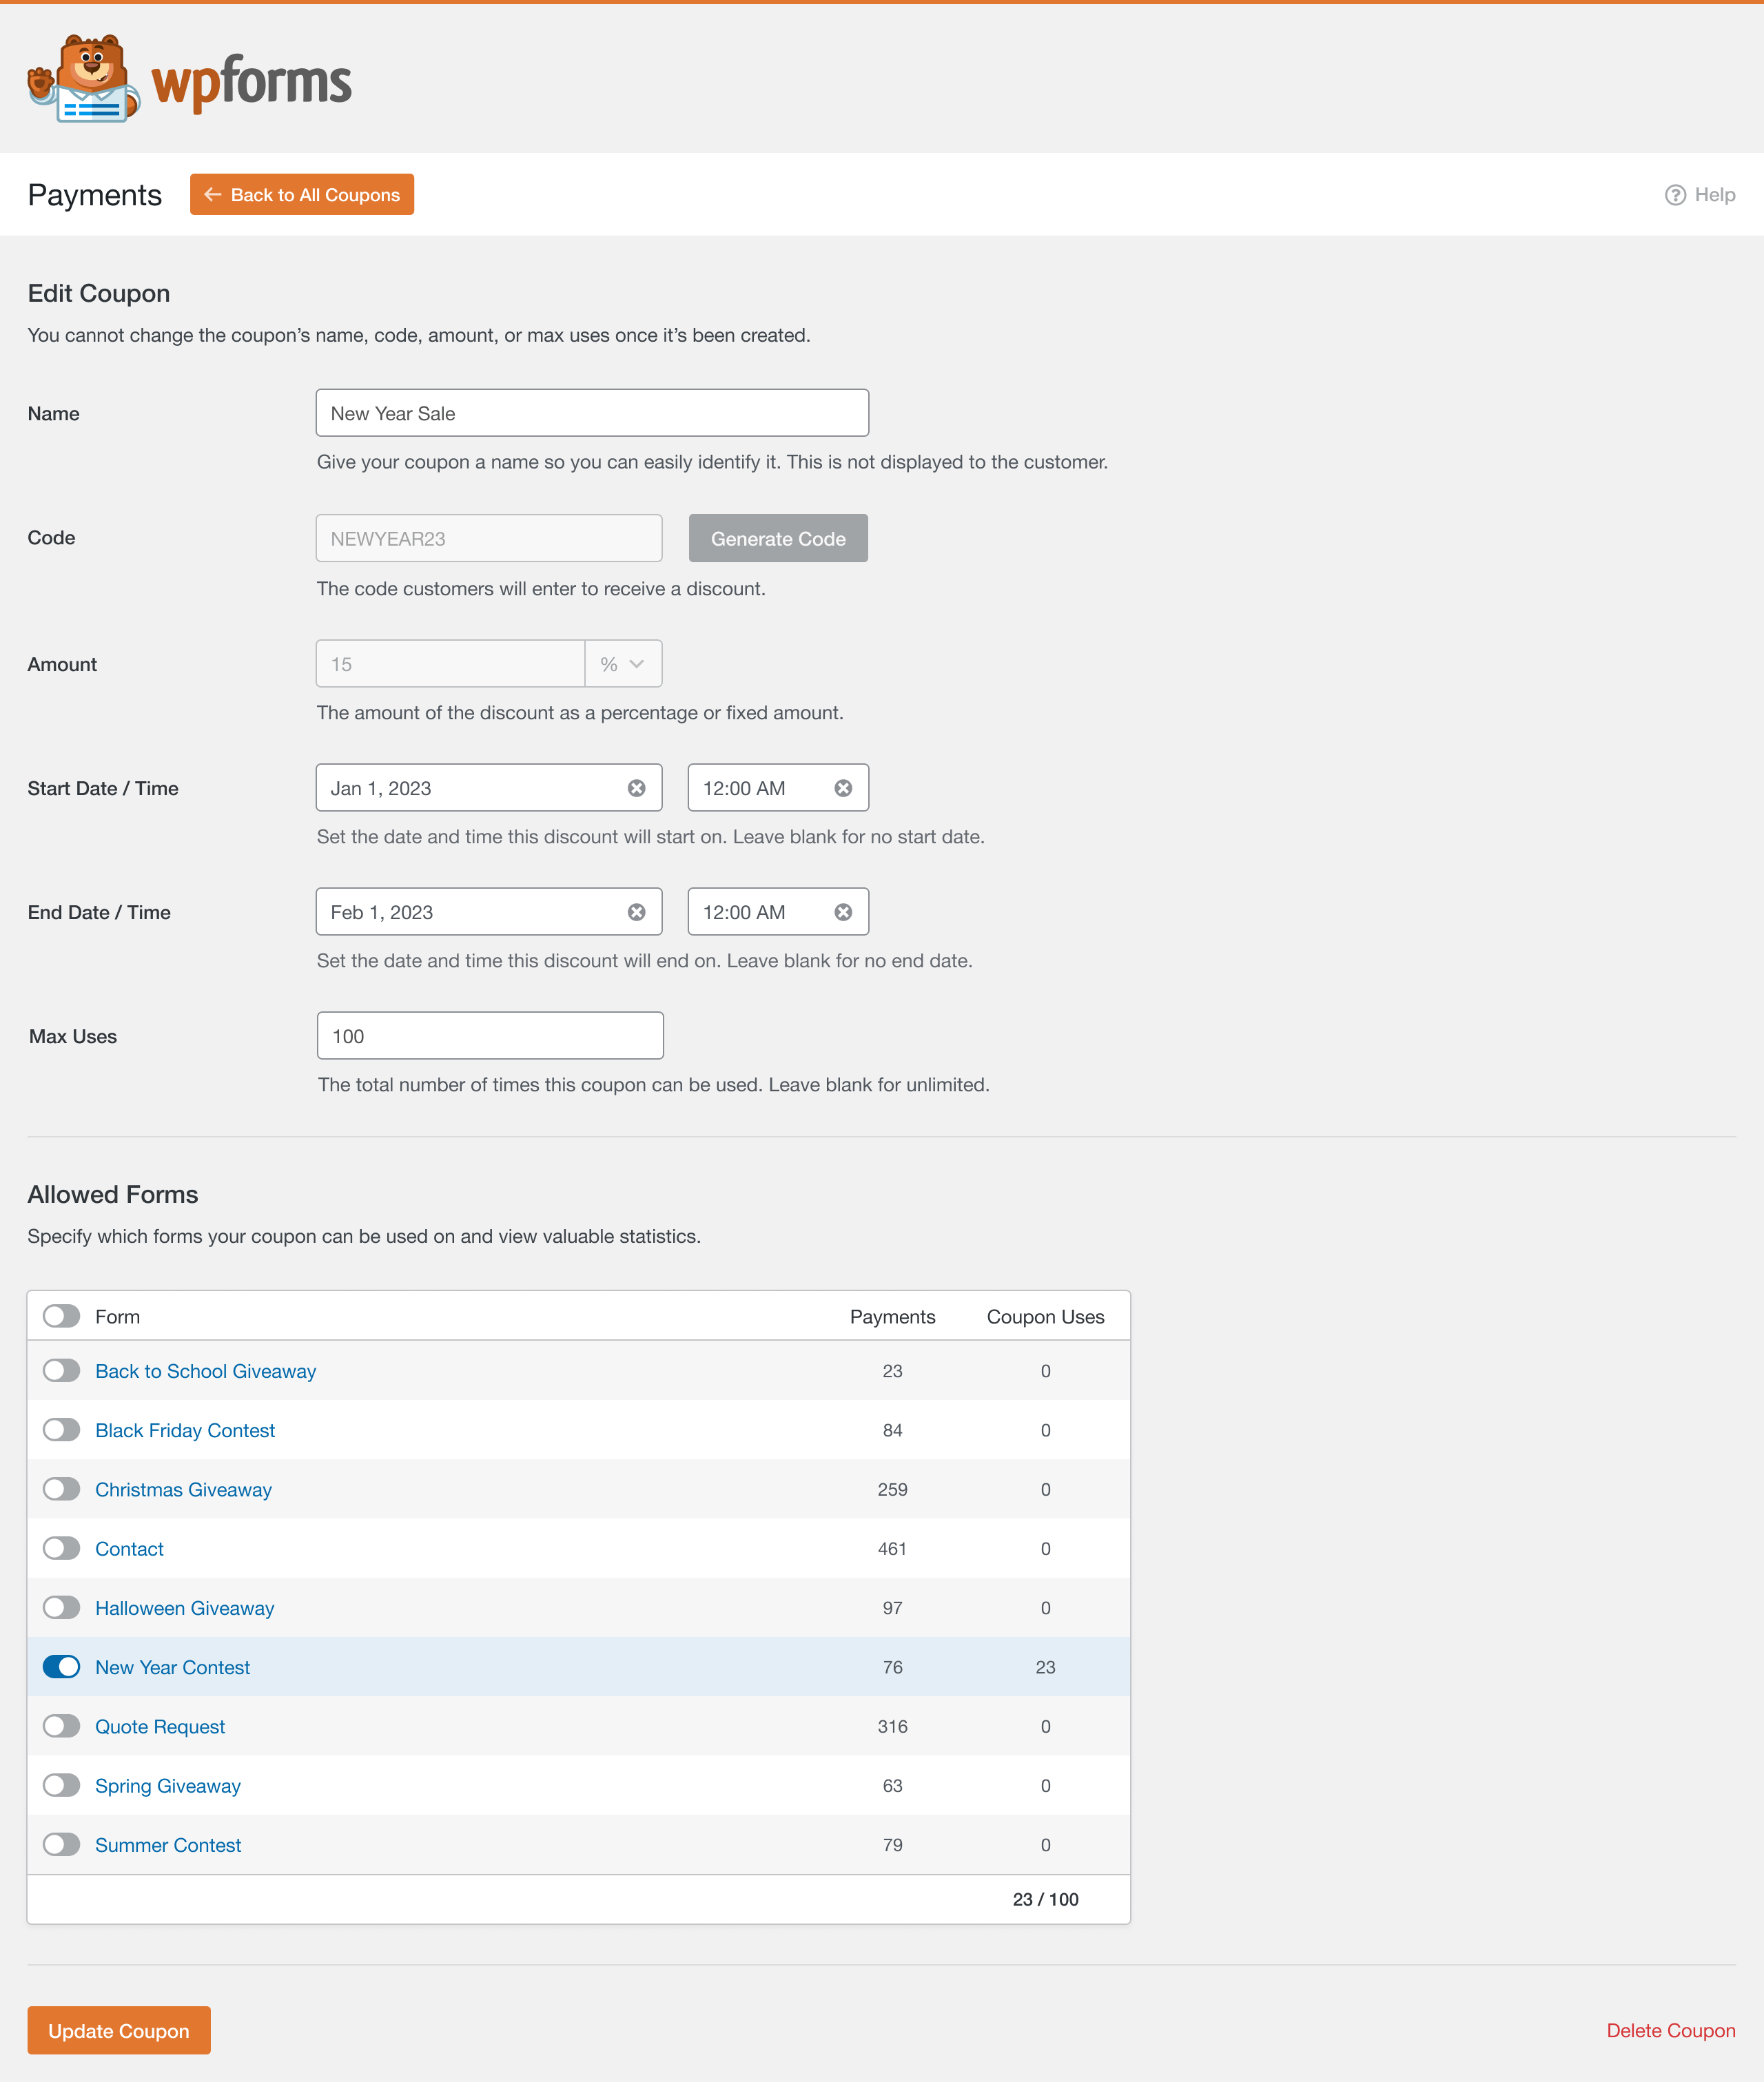 wpforms
Payments
Back to All Coupons
Help
Edit Coupon
You cannot change the coupon’s name, code, amount, or max uses once it’s been created.
Name
New Year Sale
Give your coupon a name so you can easily identify it. This is not displayed to the customer.
Code
NEWYEAR23
Generate Code
The code customers will enter to receive a discount.
Amount
15
%
The amount of the discount as a percentage or fixed amount.
Start Date / Time
Jan 1, 2023
12:00 AM
Set the date and time this discount will start on. Leave blank for no start date.
End Date / Time
Feb 1, 2023
12:00 AM
Set the date and time this discount will end on. Leave blank for no end date.
Max Uses
100
The total number of times this coupon can be used. Leave blank for unlimited.
Allowed Forms
Specify which forms your coupon can be used on and view valuable statistics.
Form Payments Coupon Uses
Back to School Giveaway 23 0
Black Friday Contest 84 0
Christmas Giveaway 259 0
Contact 461 0
Halloween Giveaway 97 0
New Year Contest 76 23
Quote Request 316 0
Spring Giveaway 63 0
Summer Contest 79 0
23 / 100
Update Coupon
Delete Coupon